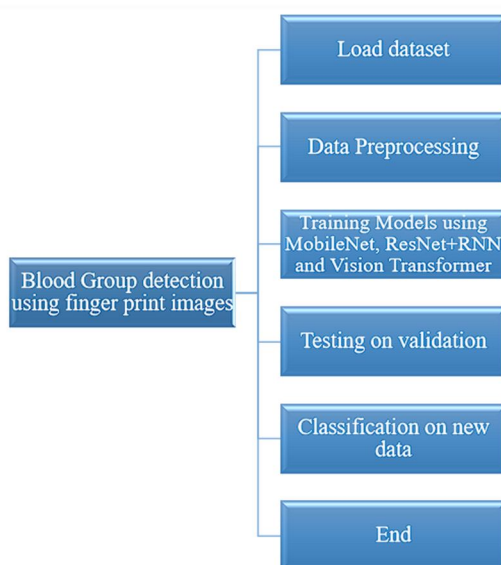 Load dataset
Data Preprocessing
Training Models using
MobileNet, ResNet+RNN
and Vision Transformer
Blood Group detection
using finger print images
Testing on validation
Classification on new
data
End